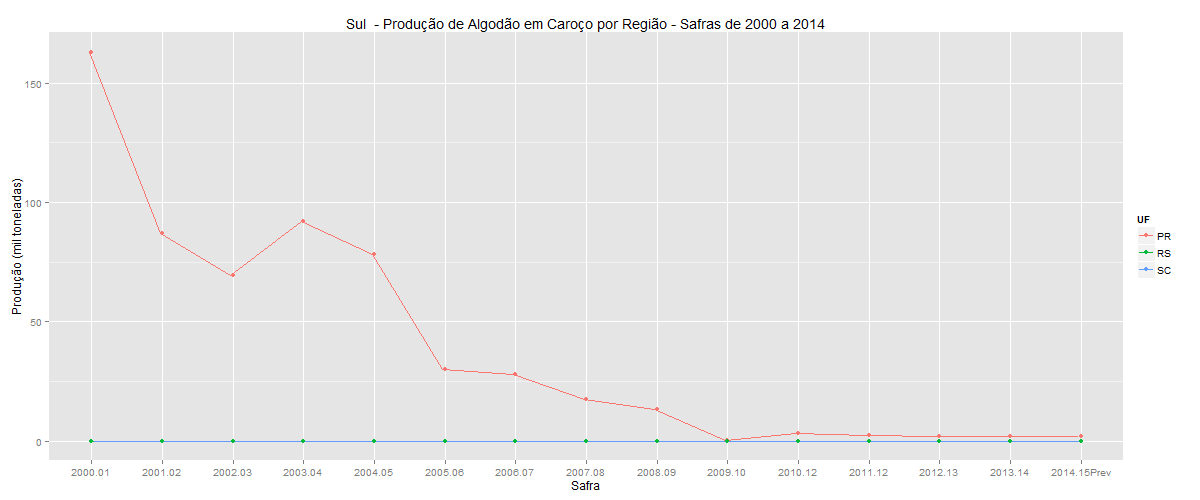 Sul - Produção de Algodão em Caroço por Região - Safras de 2000 a 2014
Produção (mil toneladas)
150
100
50
0
2000.01 2001.02 2002.03 2003.04 2004.05 2005.06 2006.07 2007.08 2008.09 2009.10 2010.12 2011.12 2012.13 2013.14 2014.15Prev
Safra
UF
PR
RS
SC